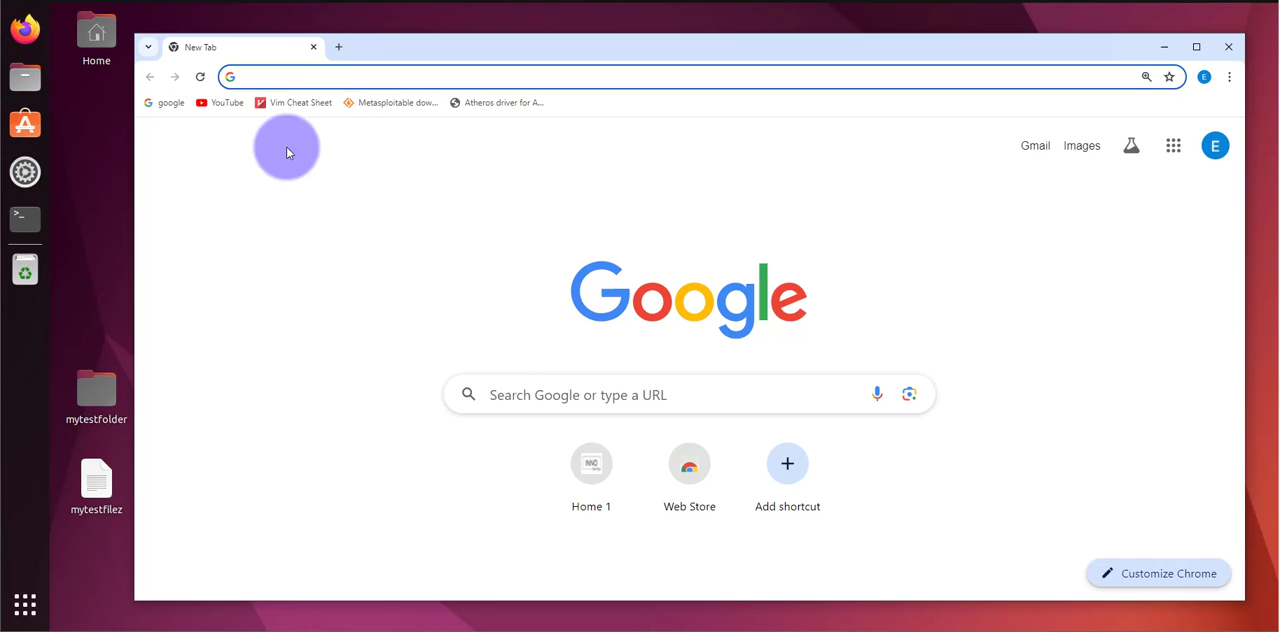 Home
New Tab
google YouTube Vim Cheat Sheet Metasploitable dow... Atheros driver for A...
E
Gmail Images E
Google
Search Google or type a URL
Home 1 Web Store Add shortcut
mytestfolder
mytestfilez
Customize Chrome